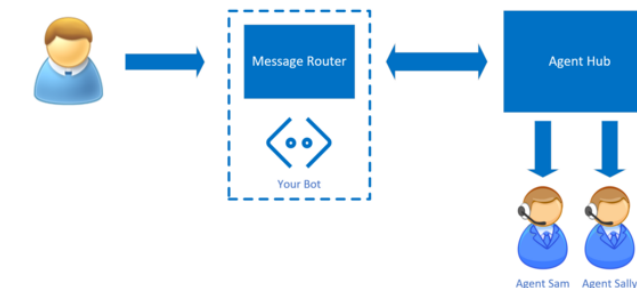 Message Router
Agent Hub
Your Bot
Agent Sam
Agent Sally